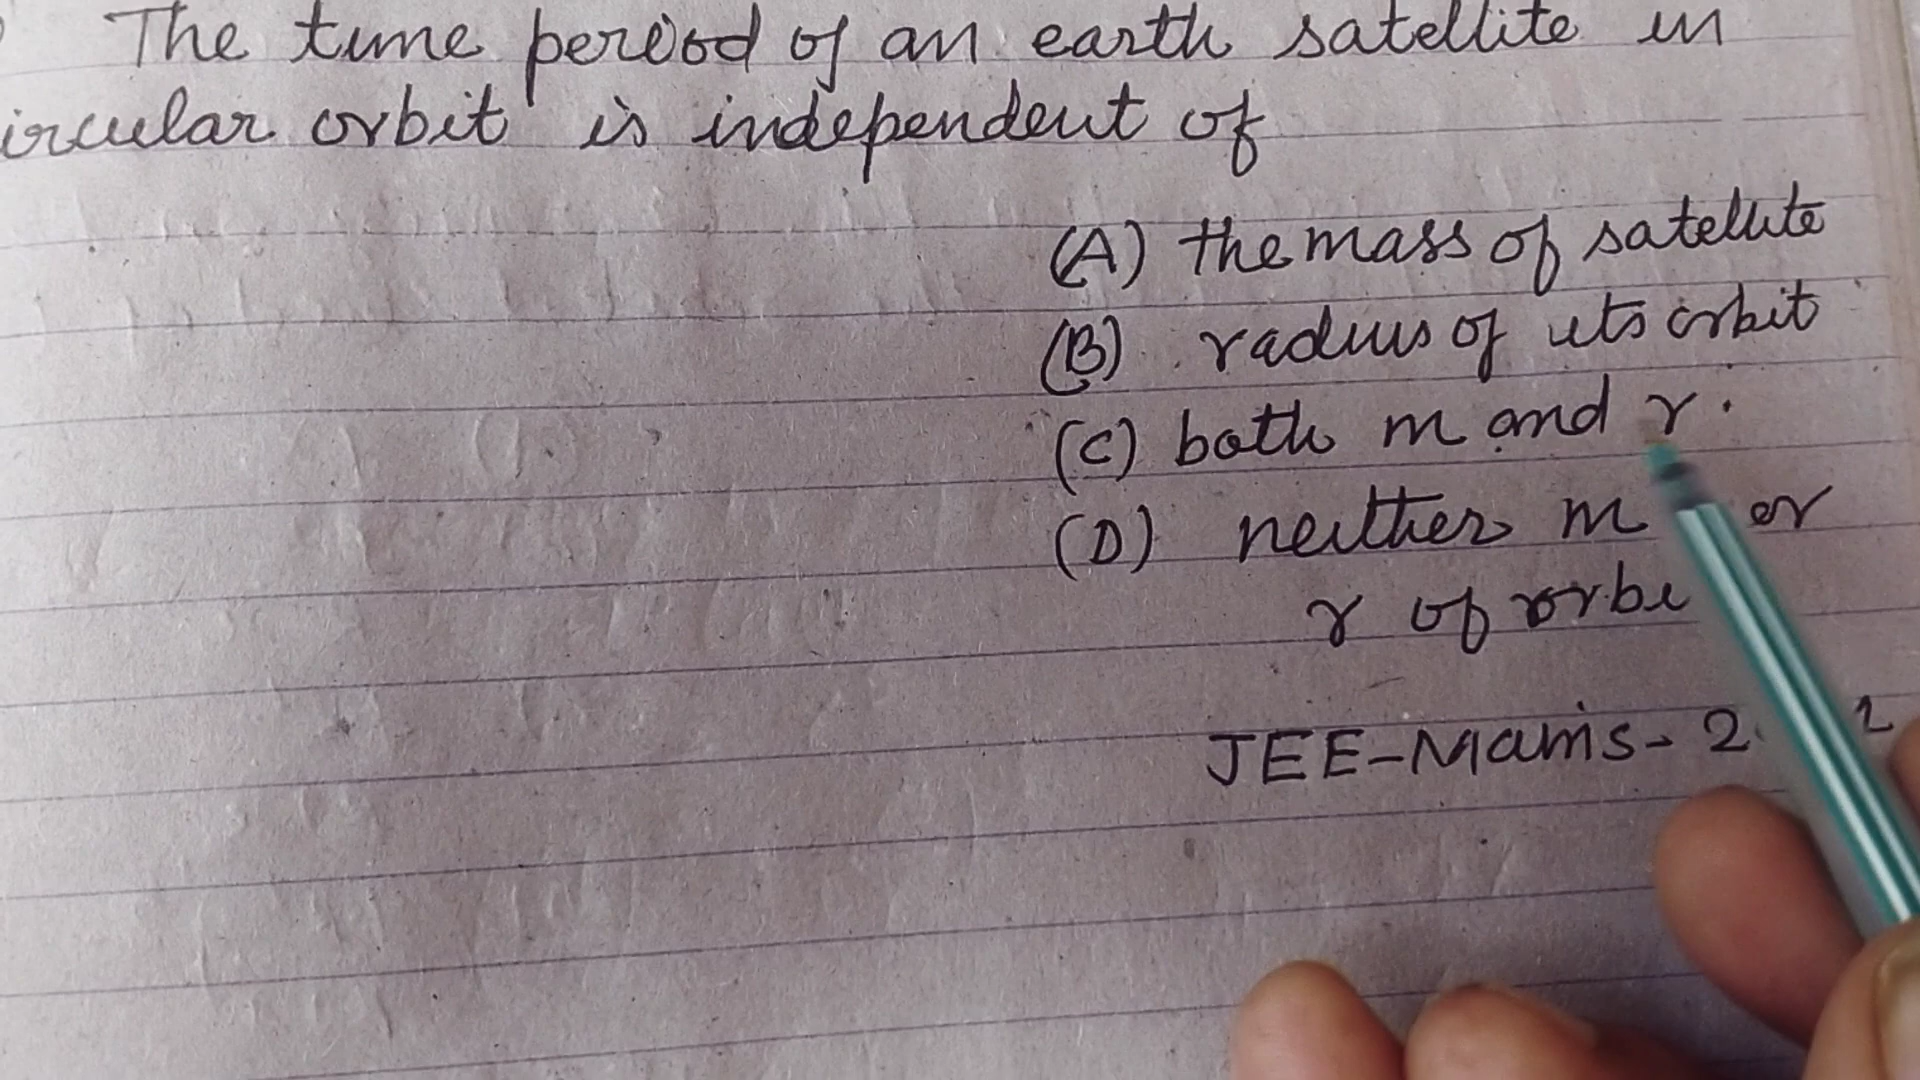 The time period of an earth satellite in
ircular orbit is independent of
(A) the mass of satellite
(B) radius of its orbit
(C) both m and r.
(D) neither m or
r of orbi
JEE-Mains-2